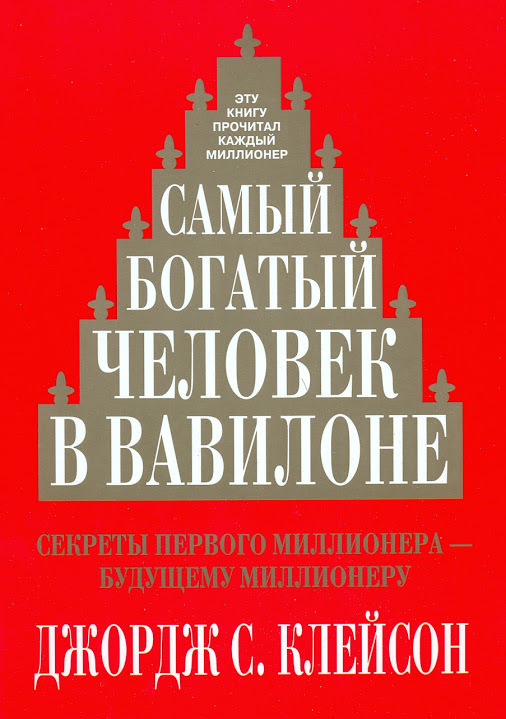 ЭТУ
КНИГУ
ПРОЧИТАЛ
КАЖДЫЙ
МИЛЛИОНЕР
САМЫЙ
БОГАТЫЙ
ЧЕЛОВЕК
В ВАВИЛОНЕ
СЕКРЕТЫ ПЕРВОГО МИЛЛИОНЕРА —
БУДУЩЕМУ МИЛЛИОНЕРУ
ДЖОРДЖ С. КЛЕЙСОН